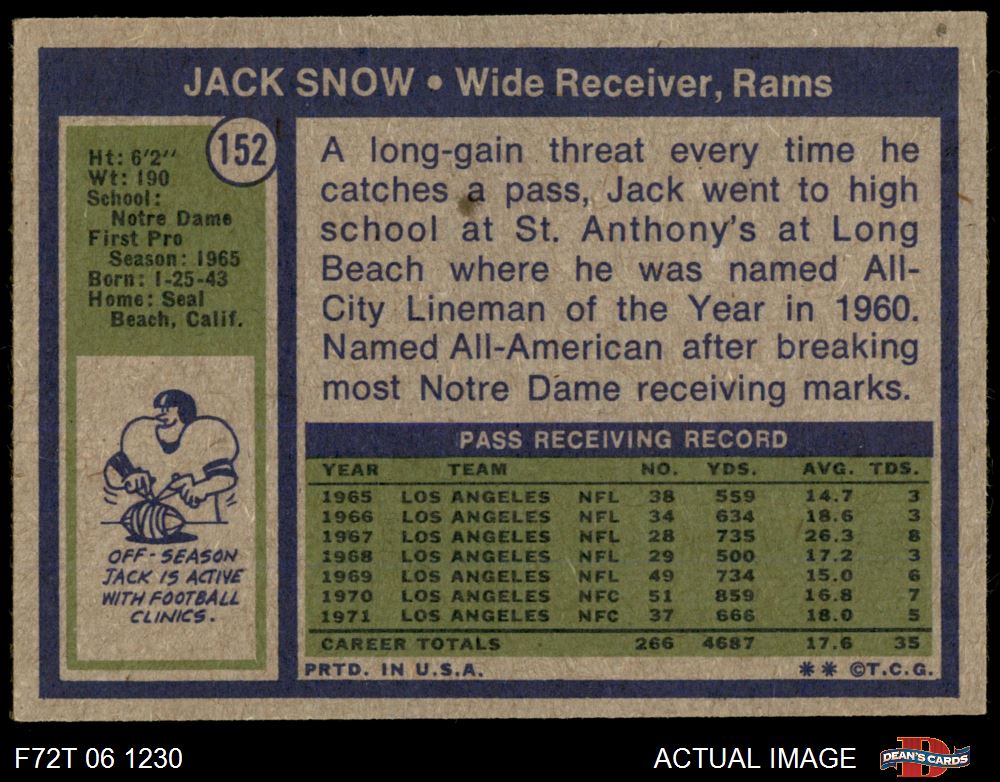 JACK SNOW • Wide Receiver, Rams
152
Ht: 6'2''
Wt: 190
School:
Notre Dame
First Pro
Season: 1965
Born: 1-25-43
Home: Seal
Beach, Calif.
OFF-SEASON
JACK IS ACTIVE
WITH FOOTBALL
CLINICS.
A long-gain threat every time he
catches a pass, Jack went to high
school at St. Anthony's at Long
Beach where he was named All-
City Lineman of the Year in 1960.
Named All-American after breaking
most Notre Dame receiving marks.
PASS RECEIVING RECORD
YEAR TEAM NO. YDS. AVG. TDS.
1965 LOS ANGELES NFL 38 559 14.7 3
1966 LOS ANGELES NFL 34 634 18.6 3
1967 LOS ANGELES NFL 28 735 26.3 8
1968 LOS ANGELES NFL 29 500 17.2 3
1969 LOS ANGELES NFL 49 734 15.0 6
1970 LOS ANGELES NFC 51 859 16.8 7
1971 LOS ANGELES NFC 37 666 18.0 5
CAREER TOTALS 266 4687 17.6 35
PRTD. IN U.S.A. ** ©T.C.G.
F72T 06 1230 ACTUAL IMAGE DEAN'S CARDS